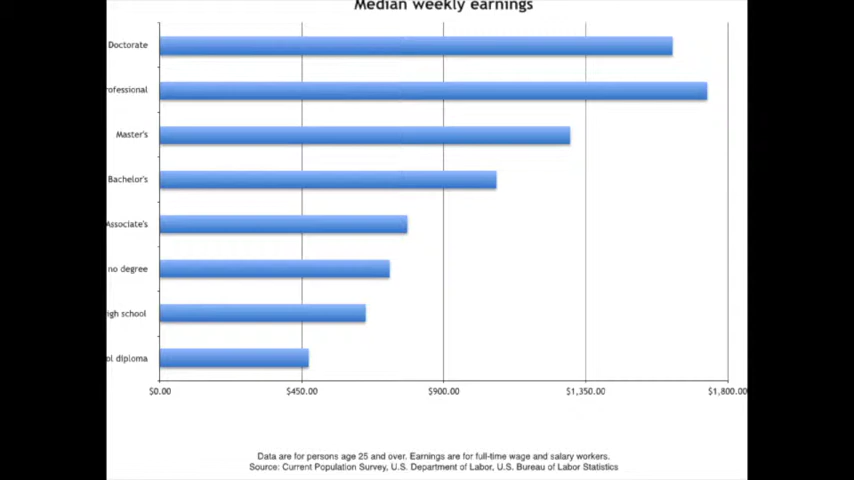 Median weekly earnings
Doctorate
ofessional
Master's
Bachelor's
Associate's
no degree
igh school
ol diploma
$0.00 $450.00 $900.00 $1,350.00 $1,800.00
Data are for persons age 25 and over. Earnings are for full-time wage and salary workers.
Source: Current Population Survey, U.S. Department of Labor, U.S. Bureau of Labor Statistics